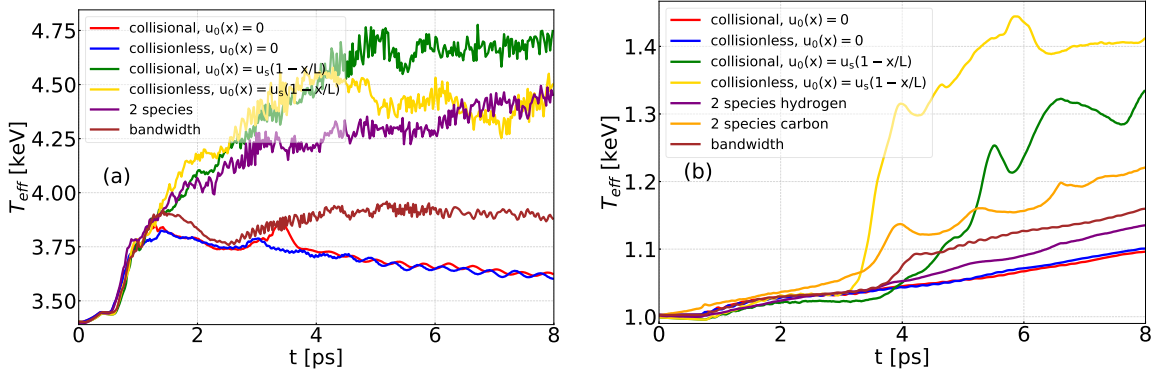 collisional, u₀(x) = 0
collisionless, u₀(x) = 0
collisional, u₀(x) = uₛ(1 − x/L)
collisionless, u₀(x) = uₛ(1 − x/L)
2 species
bandwidth
(a)
4.75
4.50
4.25
4.00
3.75
3.50
T_eff [keV]
0 2 4 6 8
t [ps]
collisional, u₀(x) = 0
collisionless, u₀(x) = 0
collisional, u₀(x) = uₛ(1 − x/L)
collisionless, u₀(x) = uₛ(1 − x/L)
2 species hydrogen
2 species carbon
bandwidth
(b)
1.4
1.3
1.2
1.1
1.0
T_eff [keV]
0 2 4 6 8
t [ps]